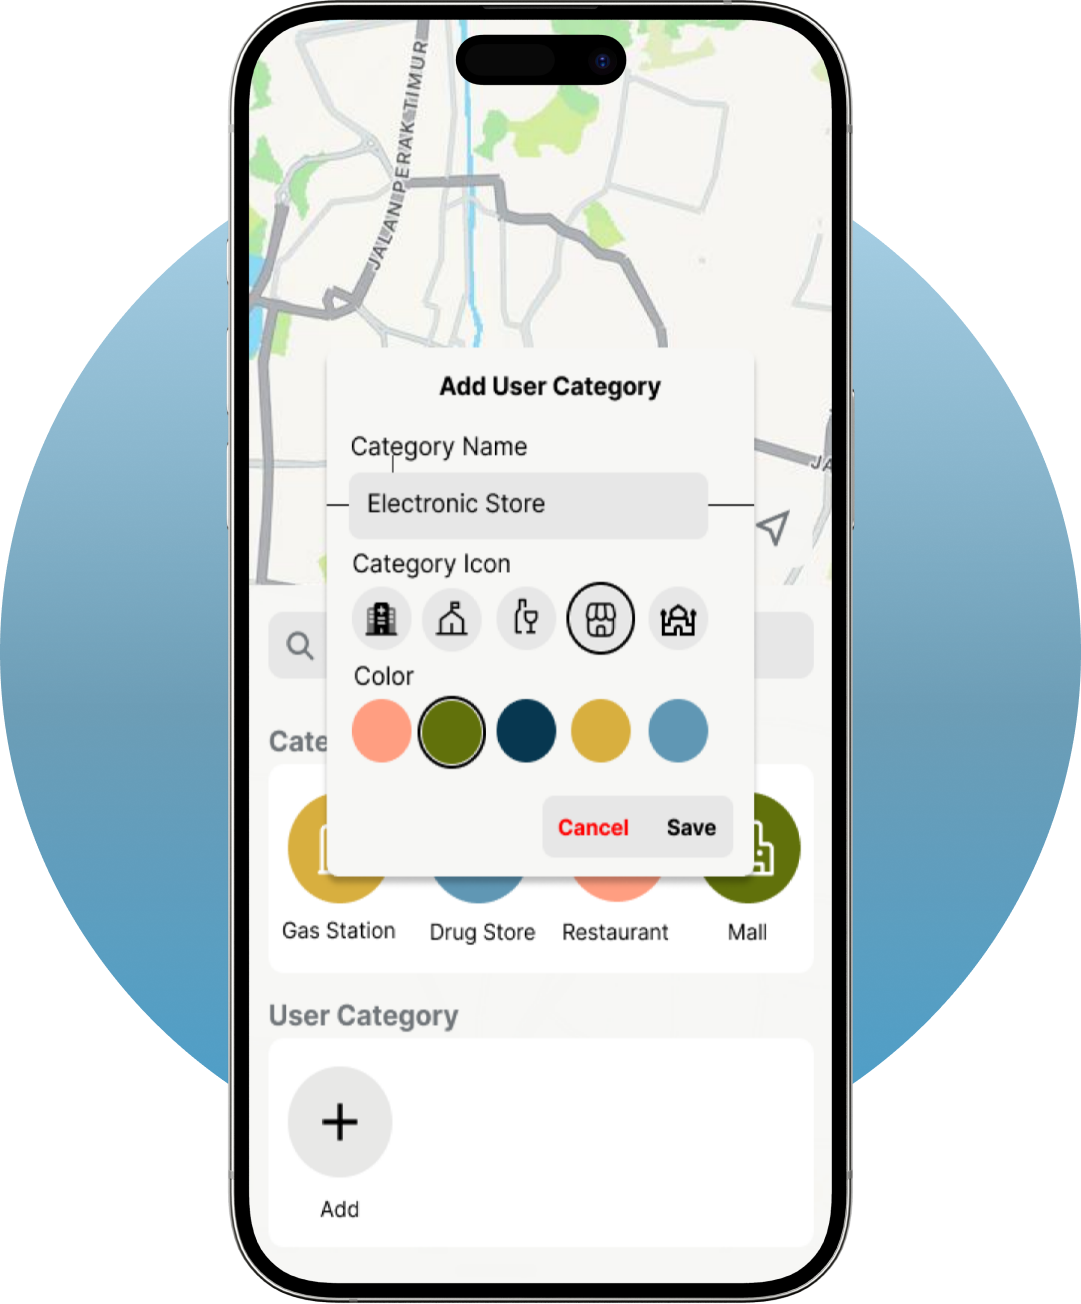 JALAN PERAK TIMUR
Add User Category
Category Name
JA
Electronic Store
Category Icon
Color
Cate
Cancel Save
Gas Station Drug Store Restaurant Mall
User Category
Add